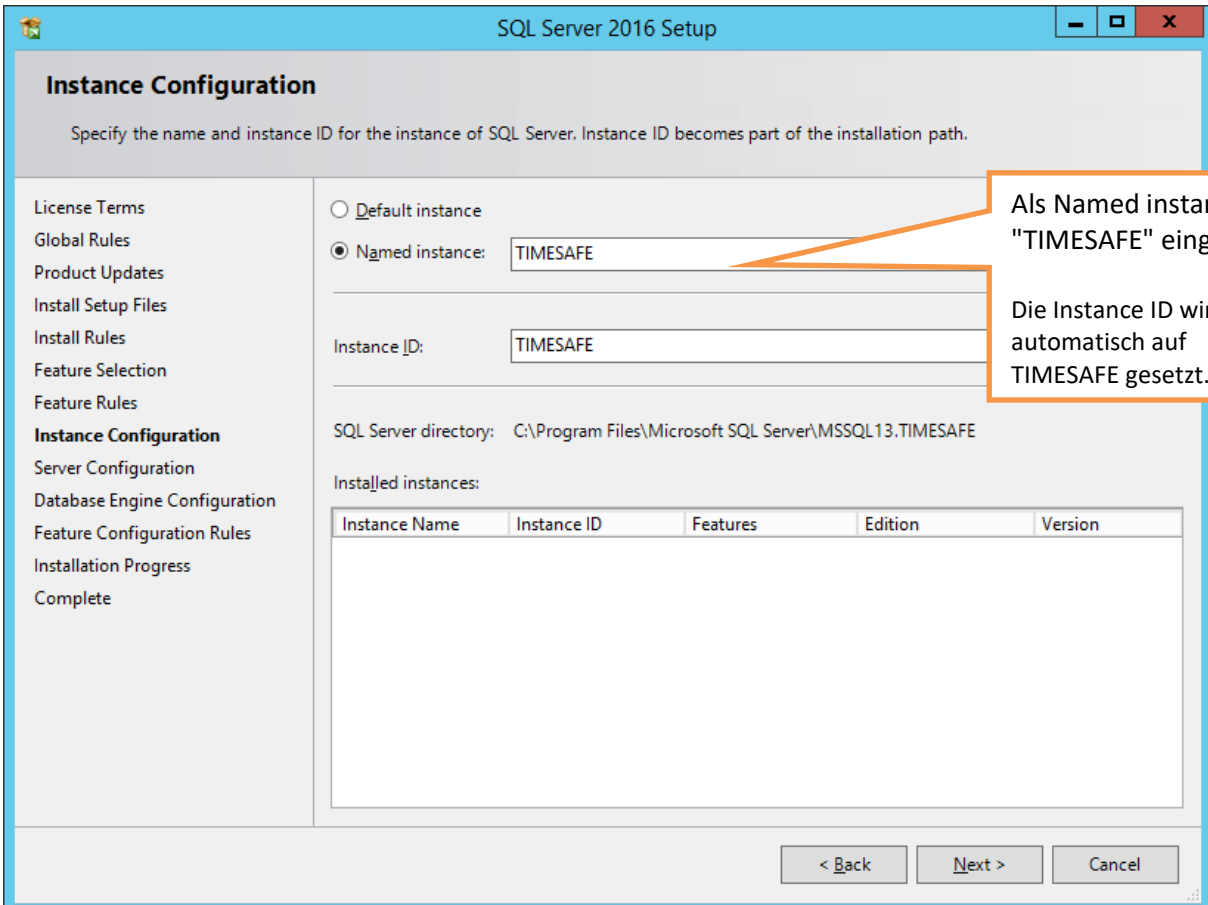 SQL Server 2016 Setup
Instance Configuration
Specify the name and instance ID for the instance of SQL Server. Instance ID becomes part of the installation path.
License Terms
Global Rules
Product Updates
Install Setup Files
Install Rules
Feature Selection
Feature Rules
Instance Configuration
Server Configuration
Database Engine Configuration
Feature Configuration Rules
Installation Progress
Complete
Default instance
Named instance: TIMESAFE
Instance ID: TIMESAFE
SQL Server directory: C:\Program Files\Microsoft SQL Server\MSSQL13.TIMESAFE
Installed instances:
Instance Name Instance ID Features Edition Version
Als Named
"TIMESAFE"
Die Instance ID
automatisch auf
TIMESAFE gesetzt.
< Back Next > Cancel